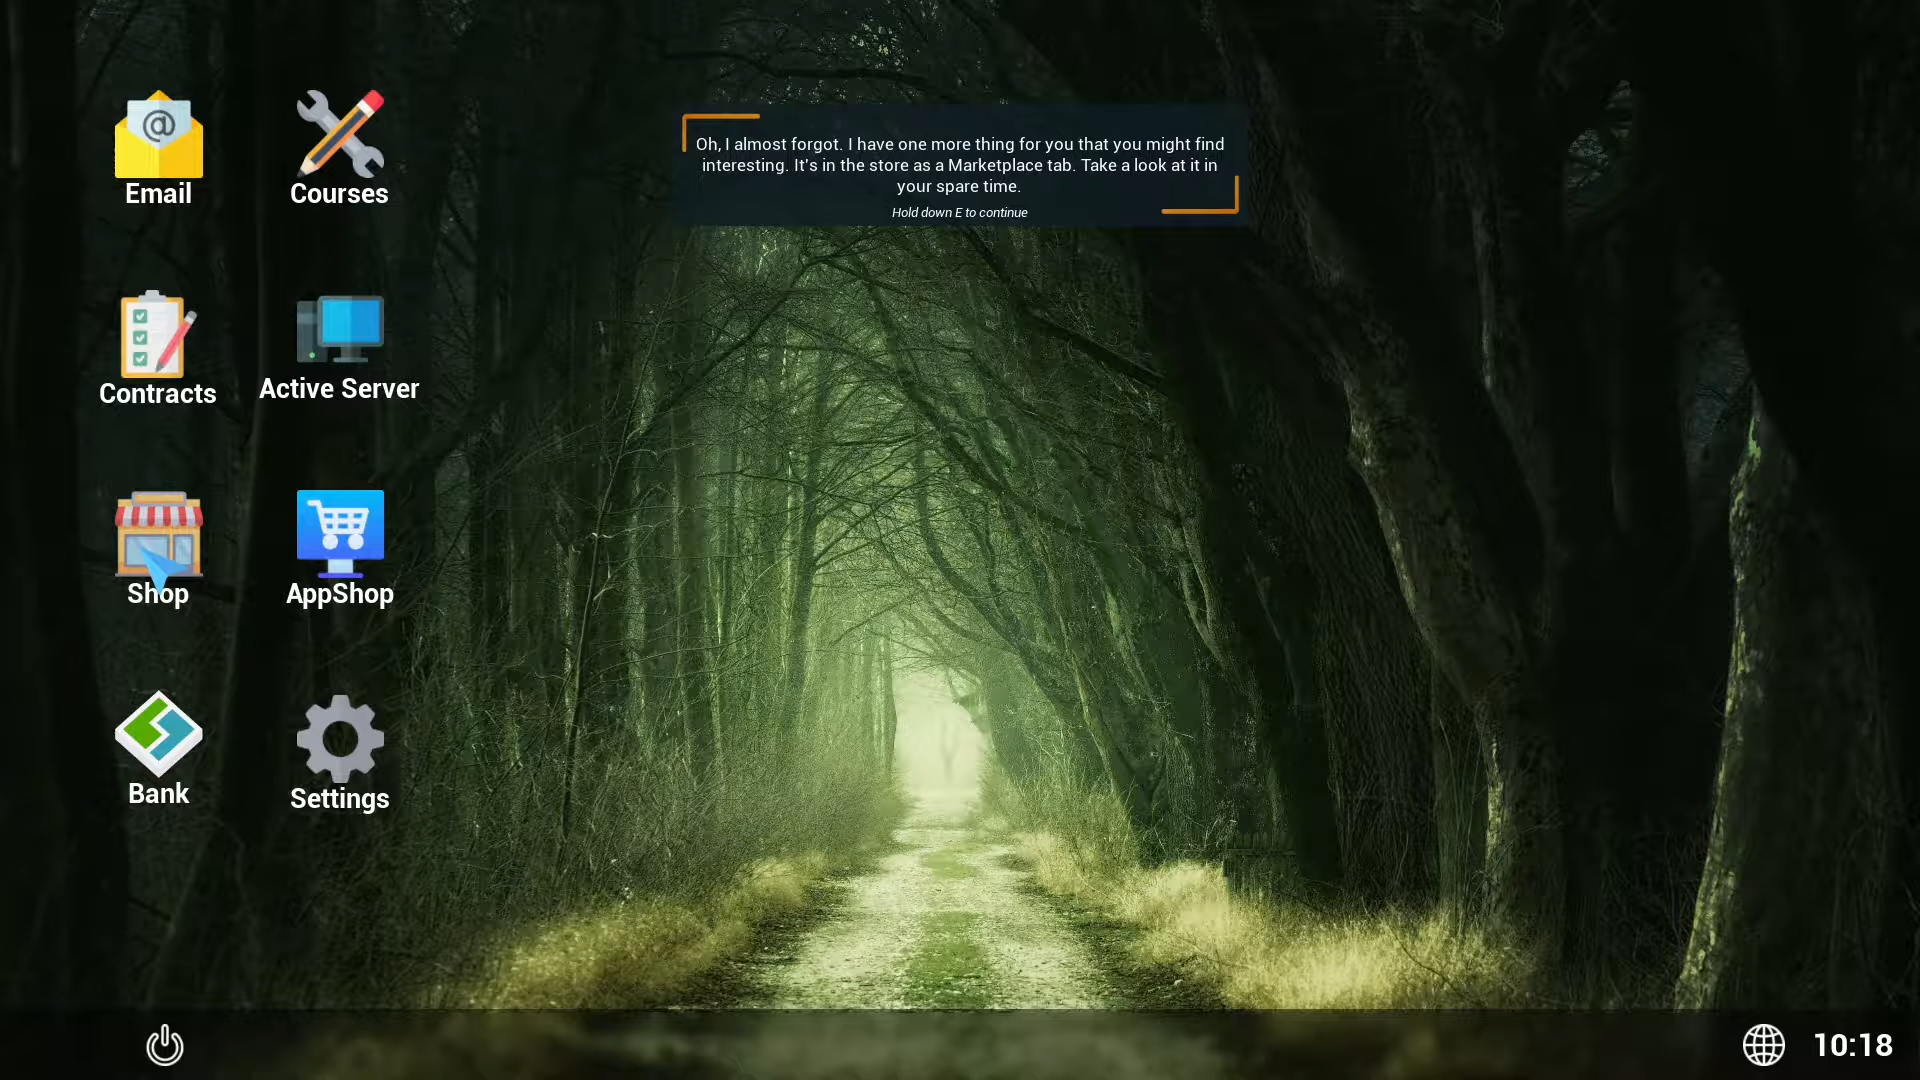 Email
Courses
Oh, I almost forgot. I have one more thing for you that you might find
interesting. It's in the store as a Marketplace tab. Take a look at it in
your spare time.
Hold down E to continue
Contracts
Active Server
Shop
AppShop
Bank
Settings
10:18